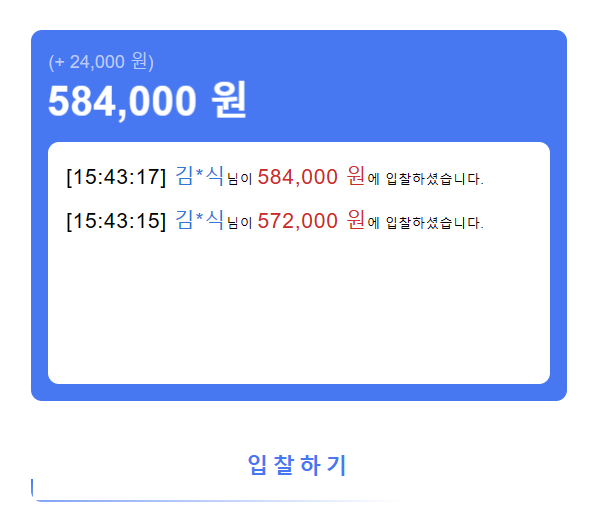 (+ 24,000 원)
584,000 원
[15:43:17] 김*식님이 584,000 원에 입찰하셨습니다.
[15:43:15] 김*식님이 572,000 원에 입찰하셨습니다.
입찰하기